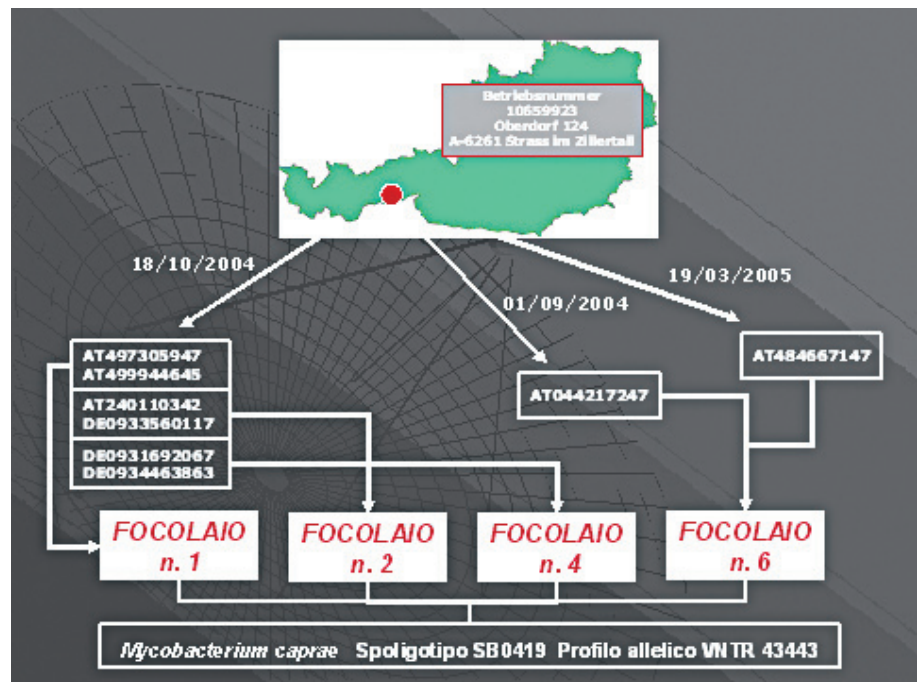 Betriebsnummer
10659923
Oberdorf 124
A-6261 Strass im Zillertall
18/10/2004
01/09/2004
19/03/2005
AT497305947
AT499944645
AT240110342
DE0933560117
DE0931692067
DE0934463863
AT044217247
AT484667147
FOCOLAIO
n. 1
FOCOLAIO
n. 2
FOCOLAIO
n. 4
FOCOLAIO
n. 6
Mycobacterium caprae Spoligotipo SB0419 Profilo allelico VNTR 43443